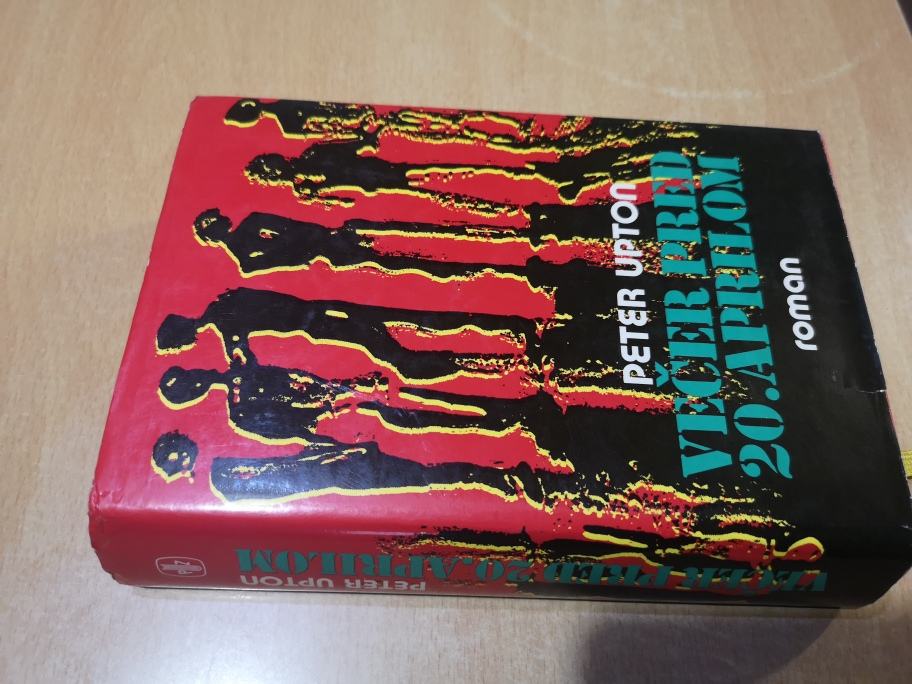 PETER UPTON
VEČER PRED
20. APRILOM
roman
PETER UPTON
VEČER PRED 20. APRILOM